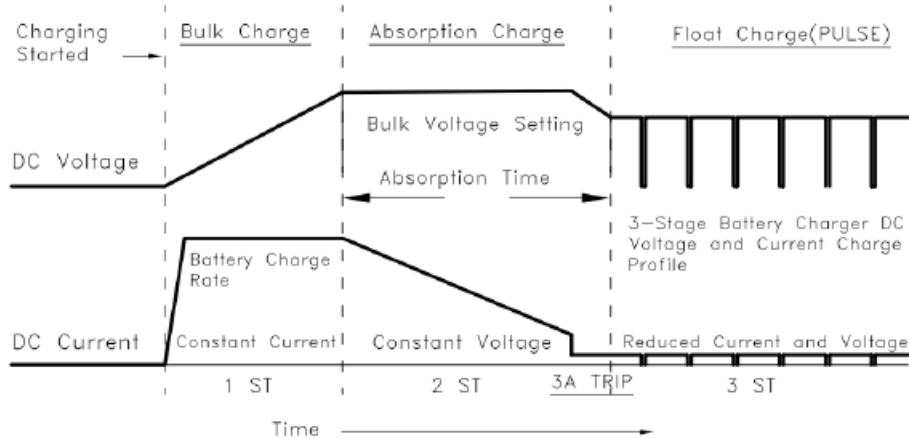 Charging
Started
Bulk Charge
Absorption Charge
Float Charge(PULSE)
DC Voltage
Bulk Voltage Setting
Absorption Time
3-Stage Battery Charger DC
Voltage and Current Charge
Profile
Battery Charge
Rate
DC Current
Constant Current
Constant Voltage
Reduced Current and Voltage
1 ST
2 ST
3A TRIP
3 ST
Time